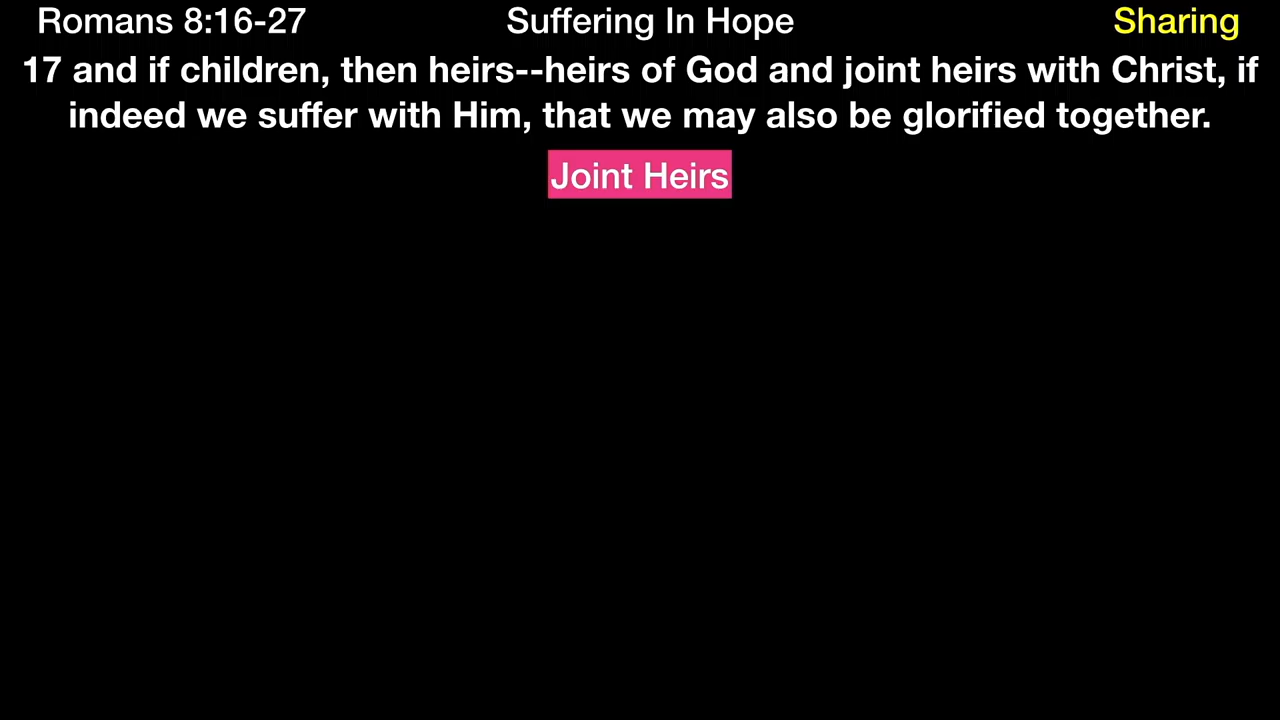 Romans 8:16-27 Suffering In Hope Sharing
17 and if children, then heirs--heirs of God and joint heirs with Christ, if
indeed we suffer with Him, that we may also be glorified together.
Joint Heirs